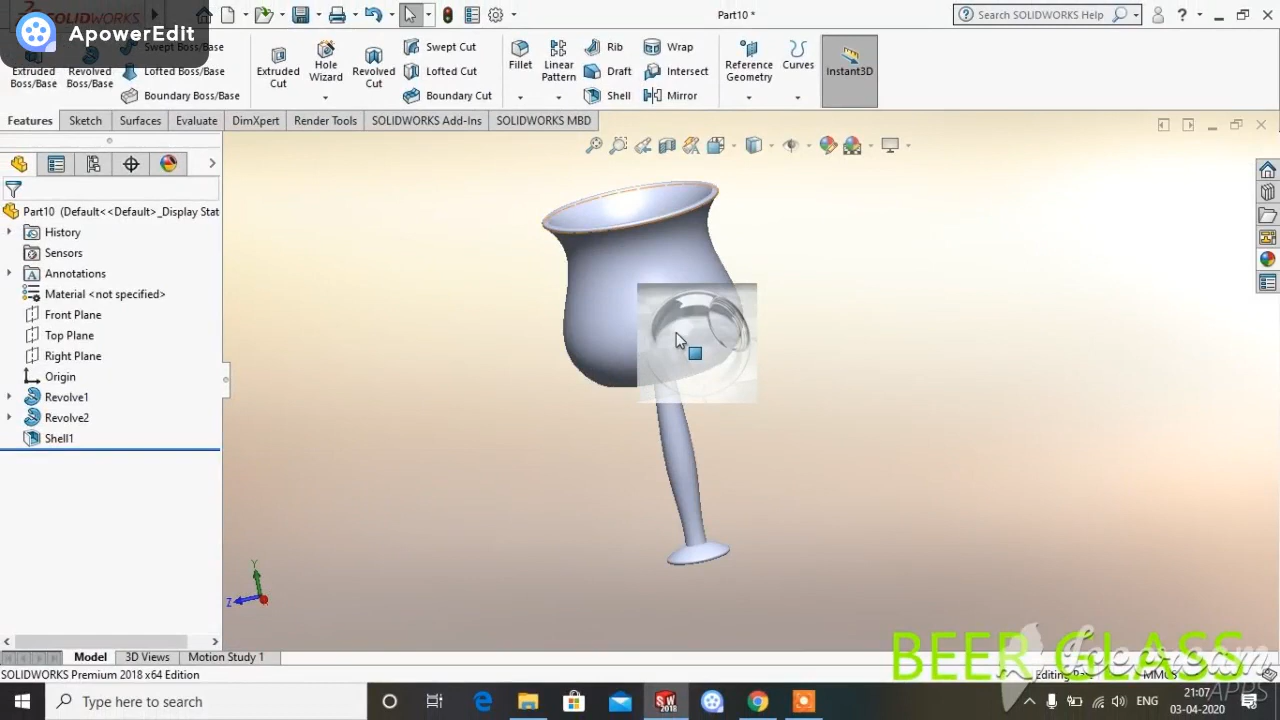 SOLIDWORKS
Part10 *
Search SOLIDWORKS Help
ApowerEdit
Extruded Boss/Base
Revolved Boss/Base
Swept Boss/Base
Lofted Boss/Base
Boundary Boss/Base
Extruded Cut
Hole Wizard
Revolved Cut
Swept Cut
Lofted Cut
Boundary Cut
Fillet
Linear Pattern
Rib
Draft
Shell
Wrap
Intersect
Mirror
Reference Geometry
Curves
Instant3D
Features Sketch Surfaces Evaluate DimXpert Render Tools SOLIDWORKS Add-Ins SOLIDWORKS MBD
Part10 (Default<<Default>_Display Stat
History
Sensors
Annotations
Material <not specified>
Front Plane
Top Plane
Right Plane
Origin
Revolve1
Revolve2
Shell1
Y
Z
BEER GLASS
Icecream
APPS
Model 3D Views Motion Study 1
SOLIDWORKS Premium 2018 x64 Edition
Type here to search
SW
2018
ENG
21:07
03-04-2020